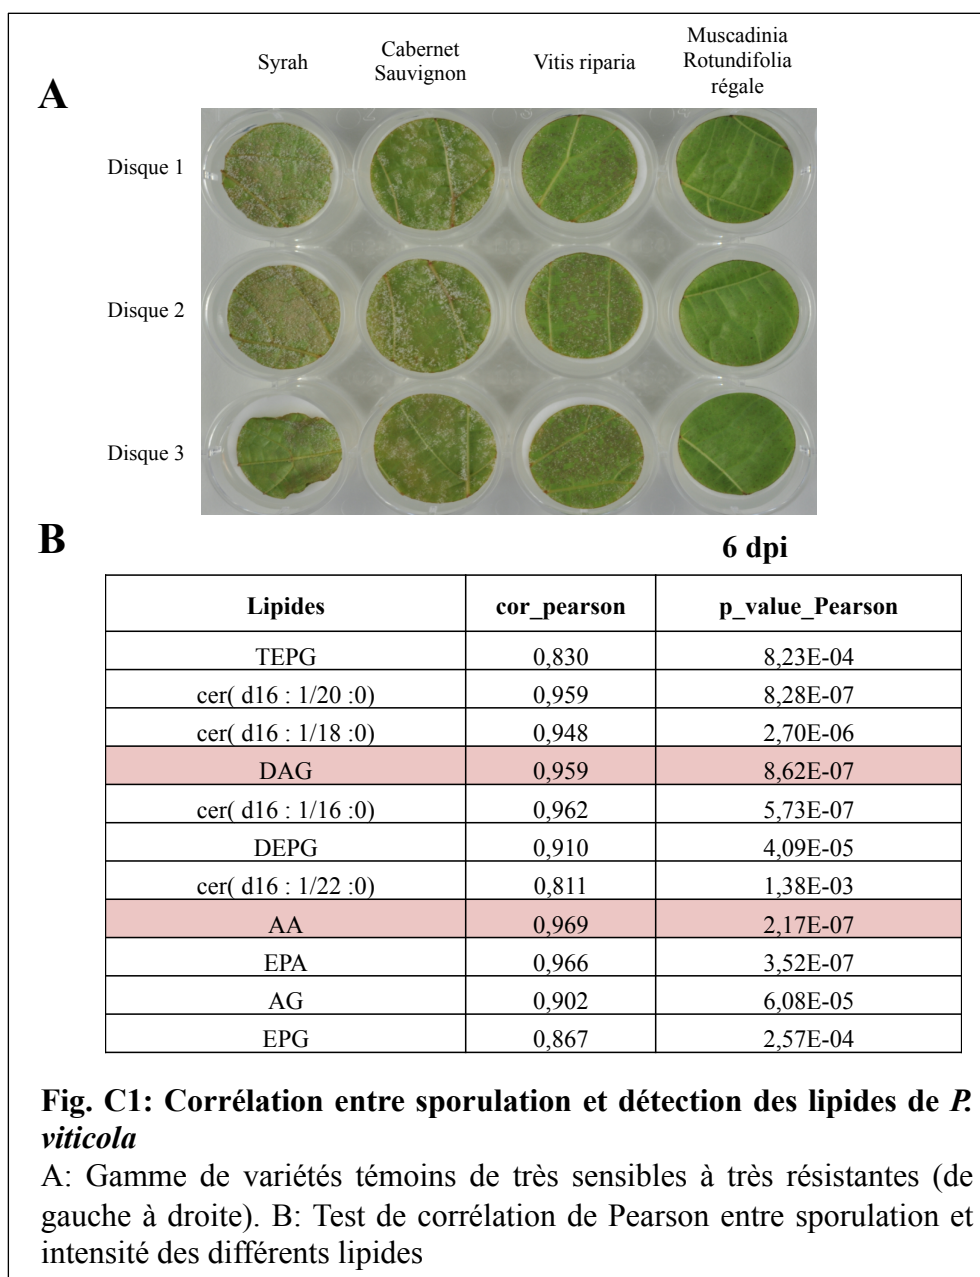 Syrah
Cabernet
Sauvignon
Vitis riparia
Muscadinia
Rotundifolia
régale
A
Disque 1
Disque 2
Disque 3
B
6 dpi
Lipides cor_pearson p_value_Pearson
TEPG 0,830 8,23E-04
cer( d16 : 1/20 :0) 0,959 8,28E-07
cer( d16 : 1/18 :0) 0,948 2,70E-06
DAG 0,959 8,62E-07
cer( d16 : 1/16 :0) 0,962 5,73E-07
DEPG 0,910 4,09E-05
cer( d16 : 1/22 :0) 0,811 1,38E-03
AA 0,969 2,17E-07
EPA 0,966 3,52E-07
AG 0,902 6,08E-05
EPG 0,867 2,57E-04
Fig. C1: Corrélation entre sporulation et détection des lipides de P.
viticola
A: Gamme de variétés témoins de très sensibles à très résistantes (de
gauche à droite). B: Test de corrélation de Pearson entre sporulation et
intensité des différents lipides